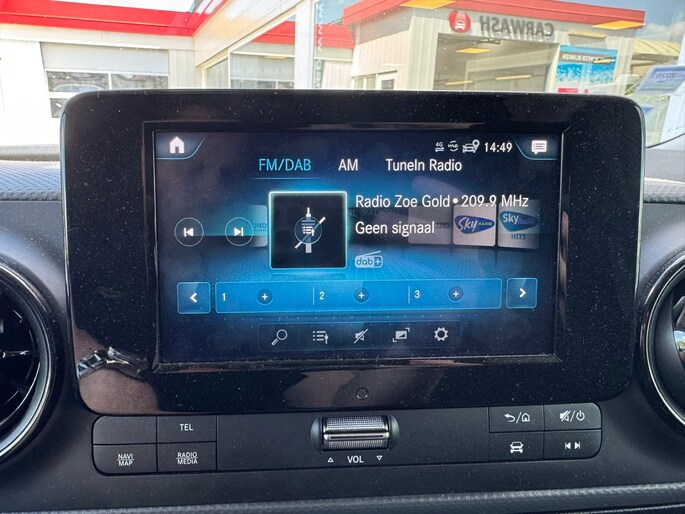 CARWASH
14:49
FM/DAB AM TuneIn Radio
Radio Zoe Gold • 209.9 MHz
Geen signaal
Sky RADIO
Sky
HITS
dab+
1 + 2 + 3 +
TEL
NAVI
MAP
RADIO
MEDIA
VOL